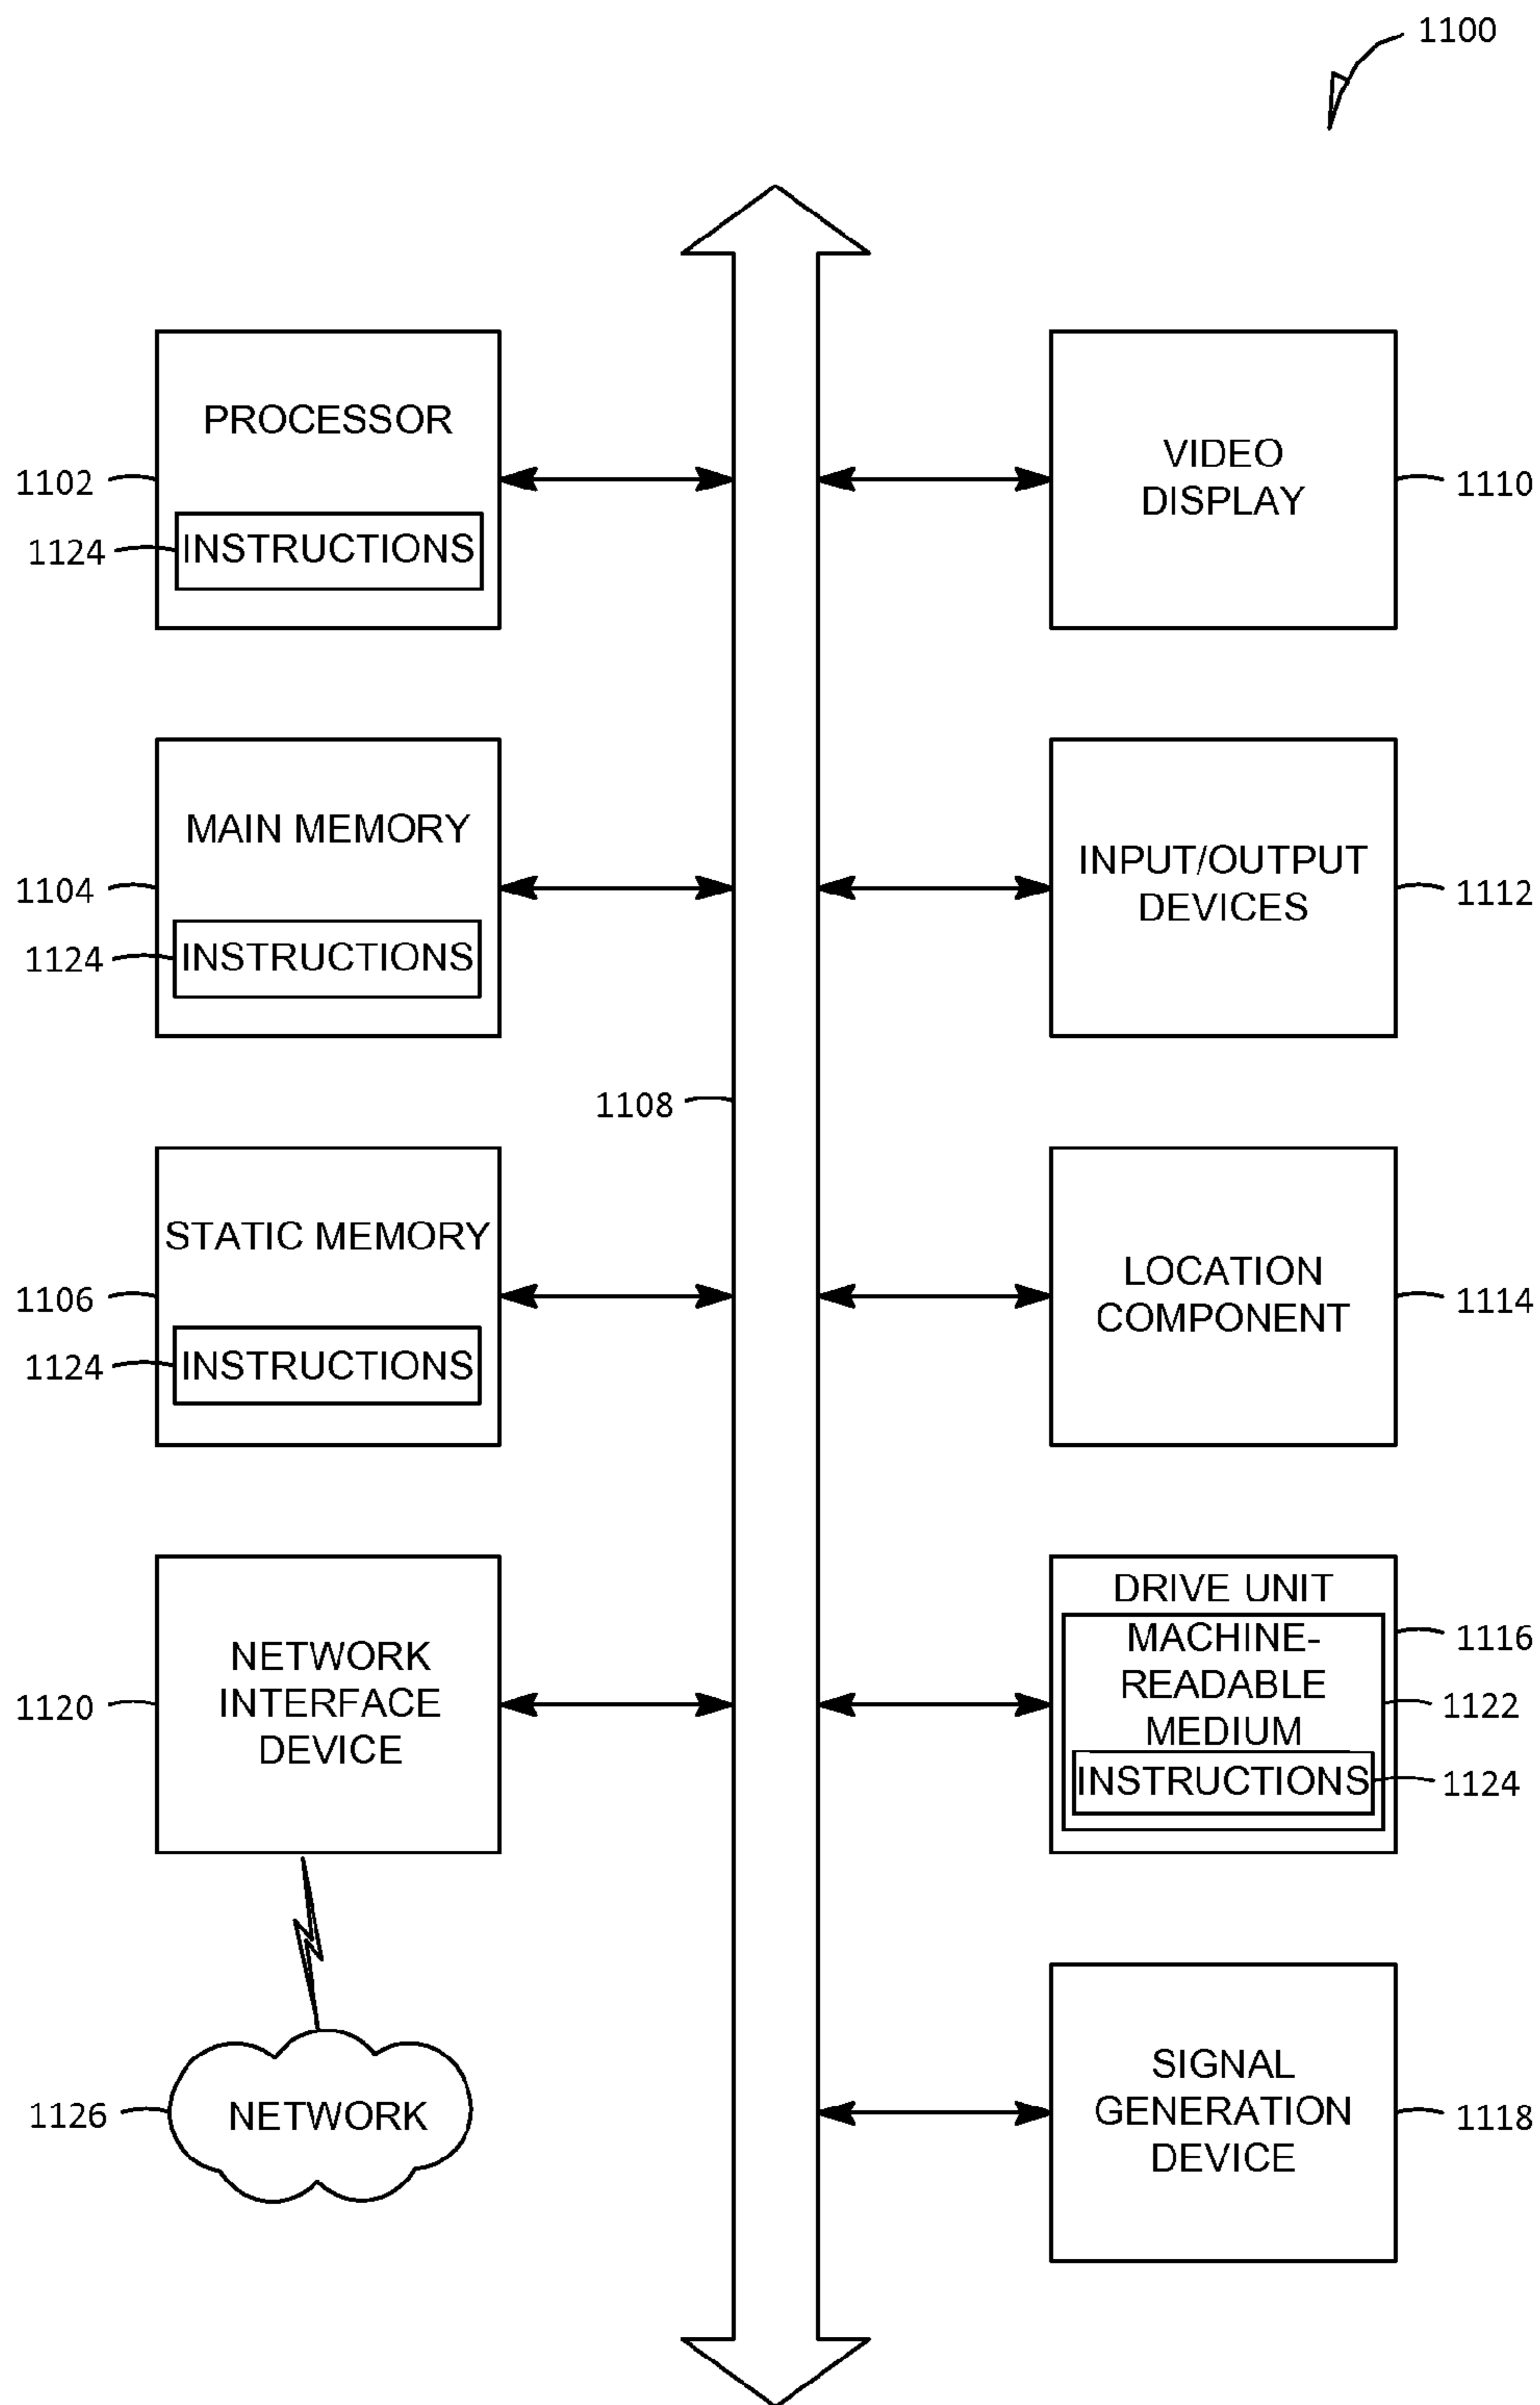 1100
PROCESSOR
1102
1124
INSTRUCTIONS
VIDEO
DISPLAY
1110
MAIN MEMORY
1104
1124
INSTRUCTIONS
INPUT/OUTPUT
DEVICES
1112
1108
STATIC MEMORY
1106
1124
INSTRUCTIONS
LOCATION
COMPONENT
1114
NETWORK
INTERFACE
DEVICE
1120
DRIVE UNIT
MACHINE-
READABLE
MEDIUM
INSTRUCTIONS
1116
1122
1124
NETWORK
1126
SIGNAL
GENERATION
DEVICE
1118